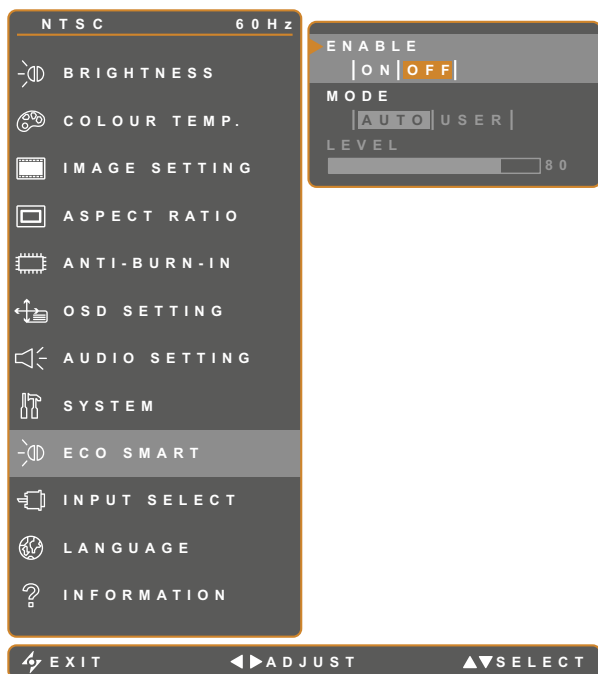 NTSC 60Hz
BRIGHTNESS
COLOUR TEMP.
IMAGE SETTING
ASPECT RATIO
ANTI-BURN-IN
OSD SETTING
AUDIO SETTING
SYSTEM
ECO SMART
INPUT SELECT
LANGUAGE
INFORMATION
ENABLE
ON OFF
MODE
AUTO USER
LEVEL
80
EXIT ADJUST SELECT